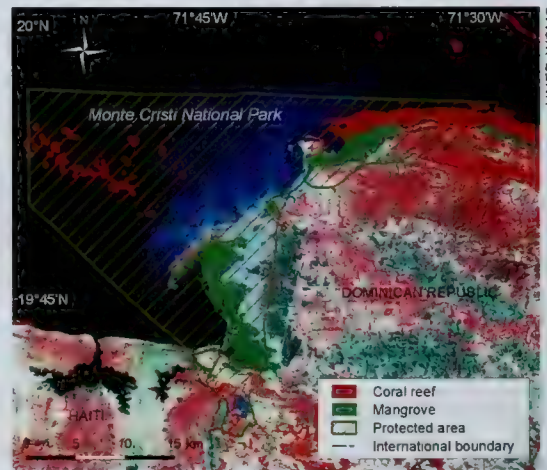 20°N
N
71°45'W
71°30'W
Monte Cristi National Park
19°45'N
DOMINICAN REPUBLIC
HAITI
5 10 15 km
Coral reef
Mangrove
Protected area
International boundary